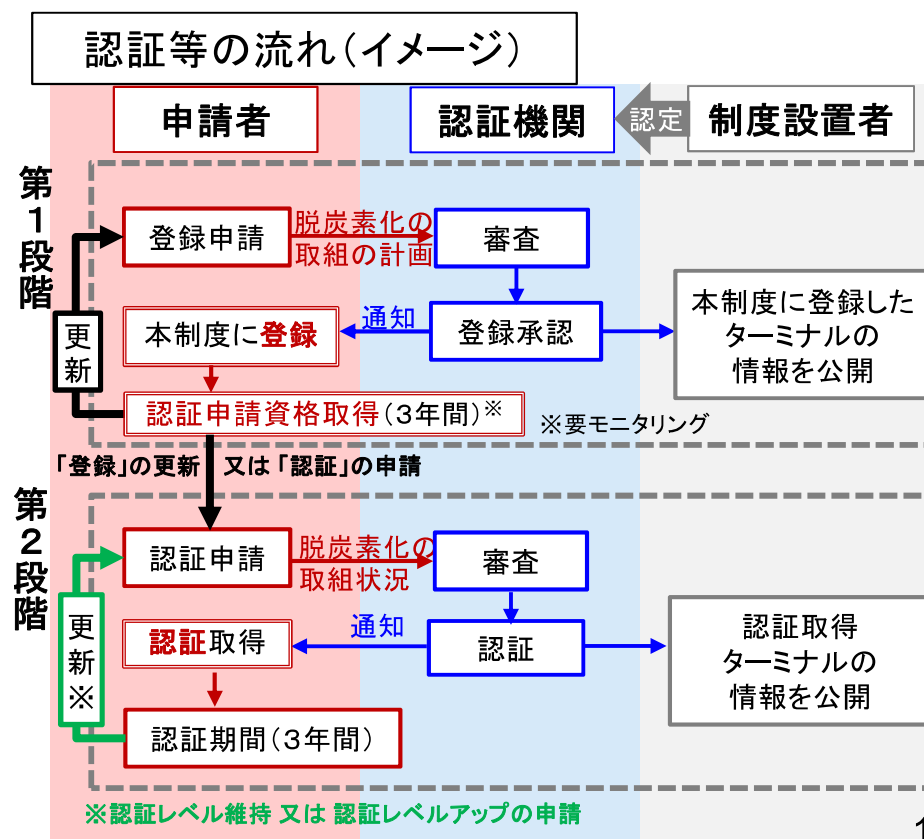 認証等の流れ(イメージ)
申請者
認証機関
認定
制度設置者
第1段階
登録申請
脱炭素化の
取組の計画
審査
本制度に登録
通知
登録承認
本制度に登録した
ターミナルの
情報を公開
更新
認証申請資格取得(3年間)※
※要モニタリング
「登録」の更新 又は「認証」の申請
第2段階
認証申請
脱炭素化の
取組状況
審査
更新※
認証取得
通知
認証
認証取得
ターミナルの
情報を公開
認証期間(3年間)
※認証レベル維持 又は 認証レベルアップの申請